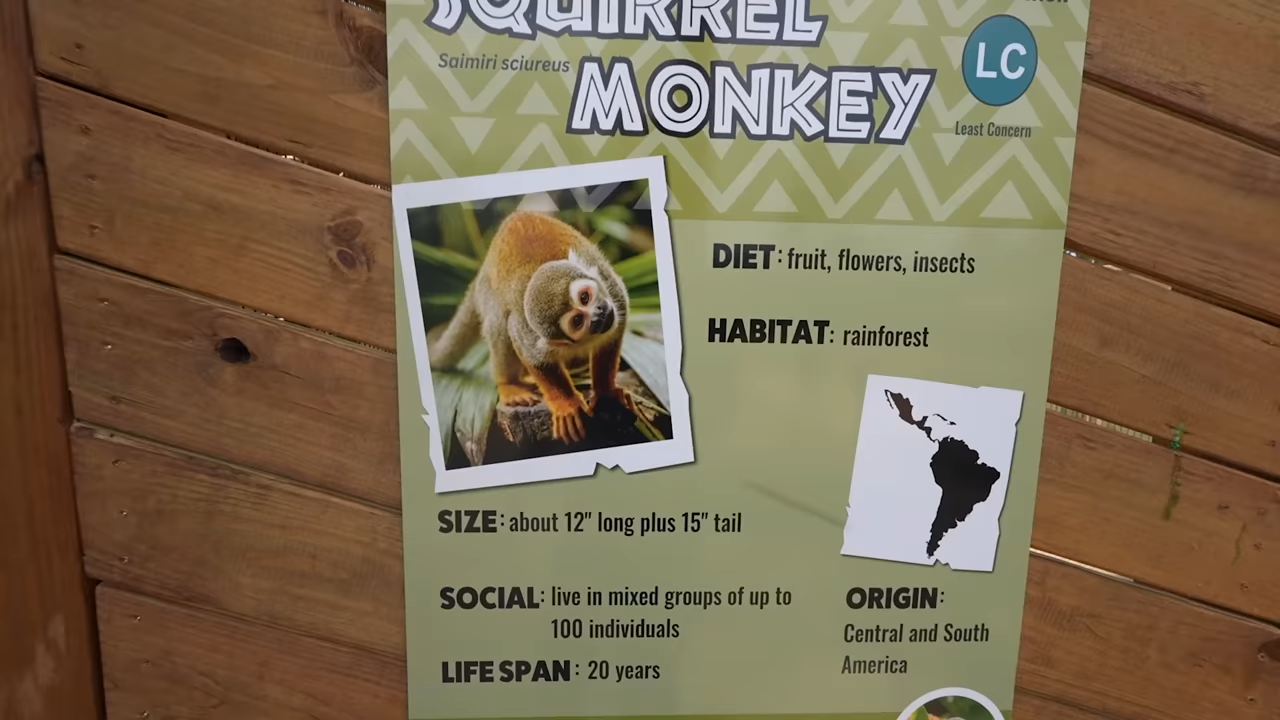 SQUIRREL
Saimiri sciureus
MONKEY
LC
Least Concern
DIET: fruit, flowers, insects
HABITAT: rainforest
SIZE: about 12" long plus 15" tail
SOCIAL: live in mixed groups of up to
100 individuals
LIFE SPAN: 20 years
ORIGIN:
Central and South
America